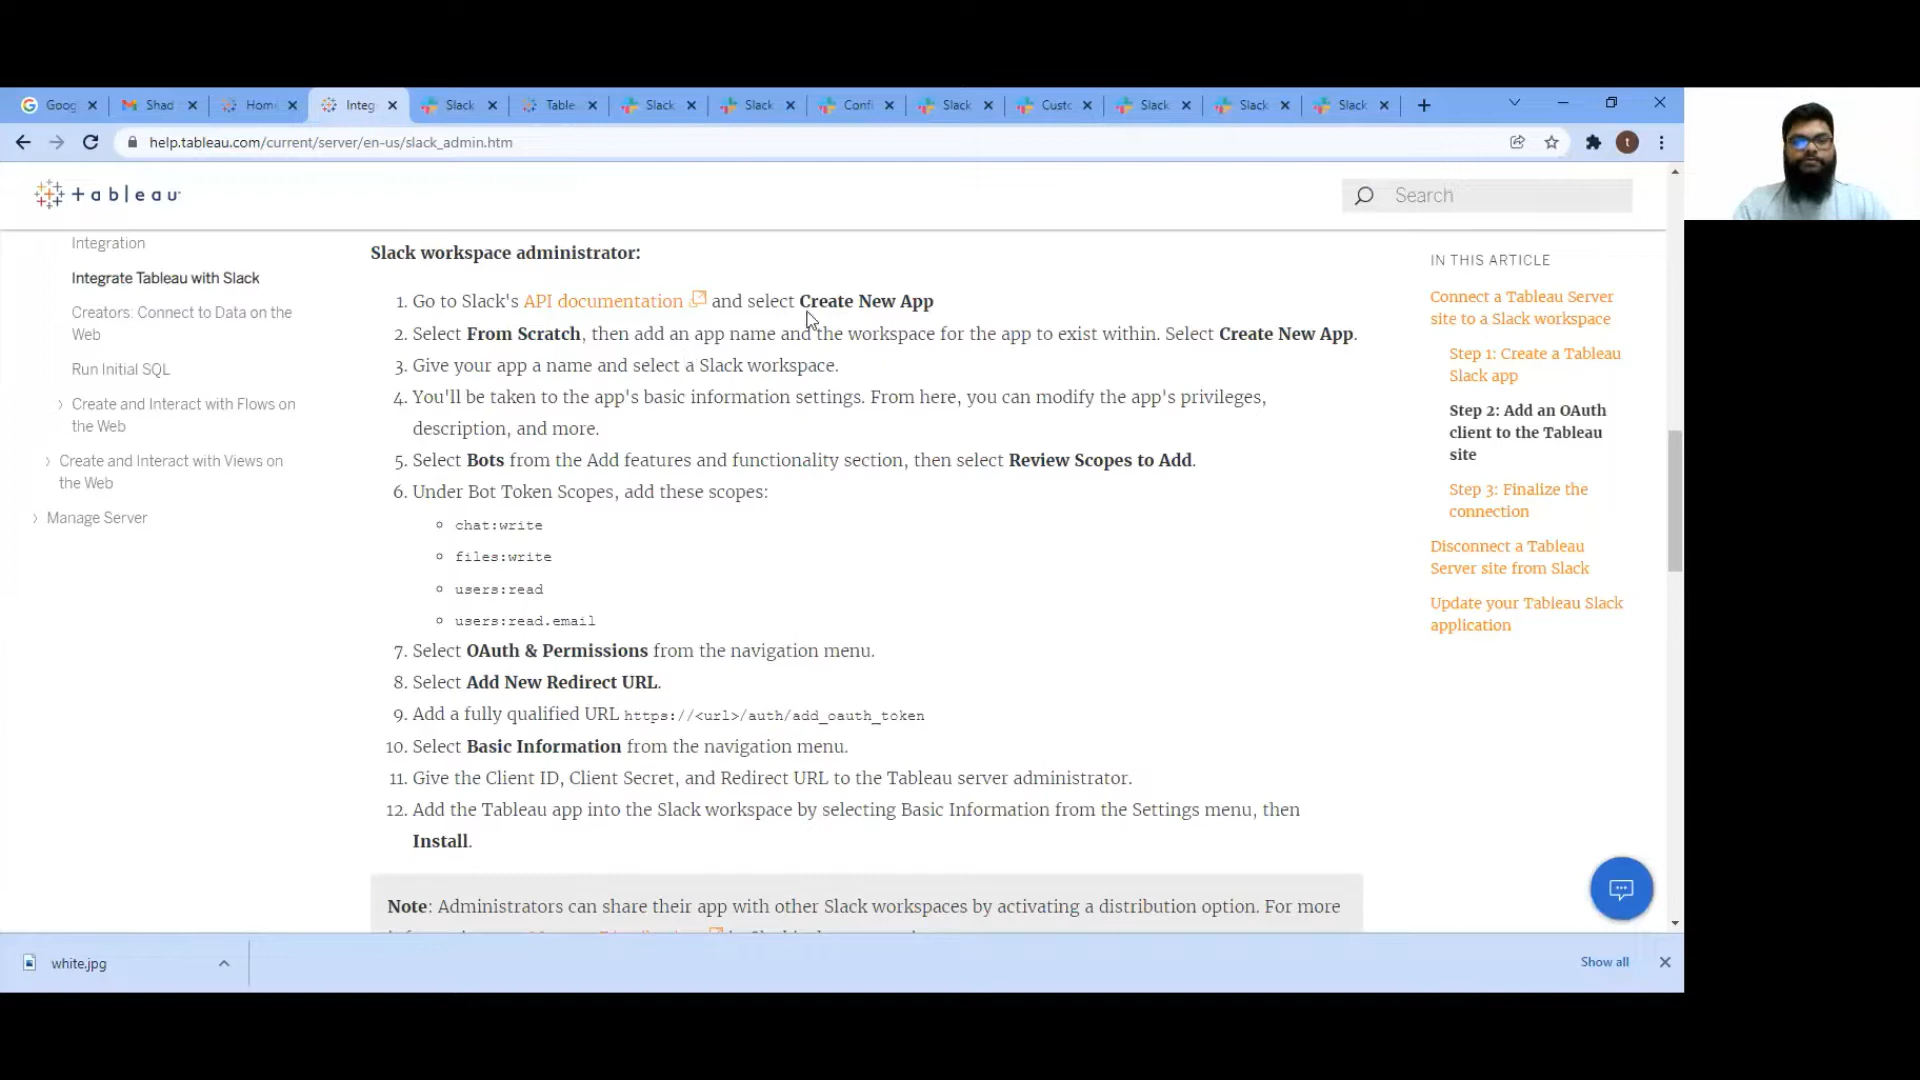 Goog
Shad
Hom
Integ
Slack
Table
Slack
Slack
Confi
Slack
Custo
Slack
Slack
Slack
help.tableau.com/current/server/en-us/slack_admin.htm
t
+ableau
Search
Integration
Integrate Tableau with Slack
Creators: Connect to Data on the
Web
Run Initial SQL
Create and Interact with Flows on
the Web
Create and Interact with Views on
the Web
Manage Server
Slack workspace administrator:
1. Go to Slack's API documentation and select Create New App
2. Select From Scratch, then add an app name and the workspace for the app to exist within. Select Create New App.
3. Give your app a name and select a Slack workspace.
4. You'll be taken to the app's basic information settings. From here, you can modify the app's privileges,
description, and more.
5. Select Bots from the Add features and functionality section, then select Review Scopes to Add.
6. Under Bot Token Scopes, add these scopes:
chat:write
files:write
users:read
users:read.email
7. Select OAuth & Permissions from the navigation menu.
8. Select Add New Redirect URL.
9. Add a fully qualified URL https://<url>/auth/add_oauth_token
10. Select Basic Information from the navigation menu.
11. Give the Client ID, Client Secret, and Redirect URL to the Tableau server administrator.
12. Add the Tableau app into the Slack workspace by selecting Basic Information from the Settings menu, then
Install.
Note: Administrators can share their app with other Slack workspaces by activating a distribution option. For more
IN THIS ARTICLE
Connect a Tableau Server
site to a Slack workspace
Step 1: Create a Tableau
Slack app
Step 2: Add an OAuth
client to the Tableau
site
Step 3: Finalize the
connection
Disconnect a Tableau
Server site from Slack
Update your Tableau Slack
application
white.jpg
Show all